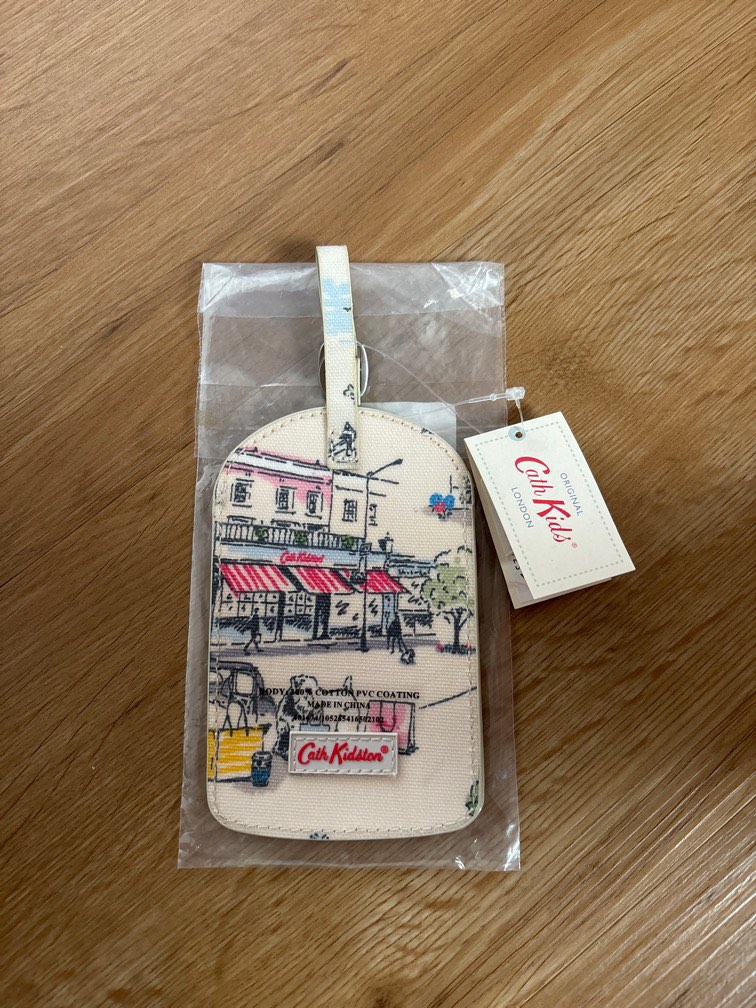 Cath Kidston
BODY: 100% COTTON PVC COATING
MADE IN CHINA
Cath Kidston®
ORIGINAL
Cath Kids®
LONDON